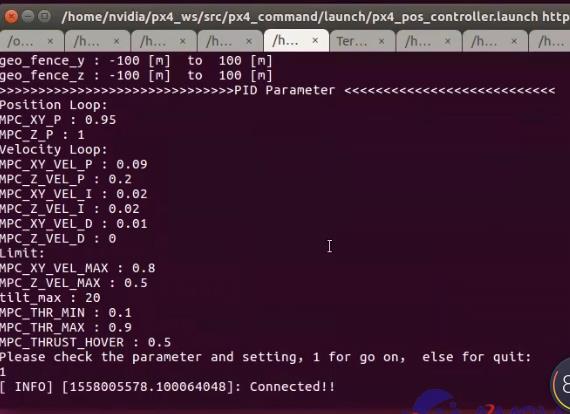 /home/nvidia/px4_ws/src/px4_command/launch/px4_pos_controller.launch http
/o... × /h... × /h... × /h... × /h... × Ter... × /h... × /h... × /h...
geo_fence_y : -100 [m]  to  100 [m]
geo_fence_z : -100 [m]  to  100 [m]
>>>>>>>>>>>>>>>>>>>>>>>>>>>>>>PID Parameter <<<<<<<<<<<<<<<<<<<<<<<<<<<
Position Loop:
MPC_XY_P : 0.95
MPC_Z_P : 1
Velocity Loop:
MPC_XY_VEL_P : 0.09
MPC_Z_VEL_P : 0.2
MPC_XY_VEL_I : 0.02
MPC_Z_VEL_I : 0.02
MPC_XY_VEL_D : 0.01
MPC_Z_VEL_D : 0
Limit:
MPC_XY_VEL_MAX : 0.8
MPC_Z_VEL_MAX : 0.5
tilt_max : 20
MPC_THR_MIN : 0.1
MPC_THR_MAX : 0.9
MPC_THRUST_HOVER : 0.5
Please check the parameter and setting, 1 for go on,  else for quit:
1
[ INFO] [1558005578.100064048]: Connected!!